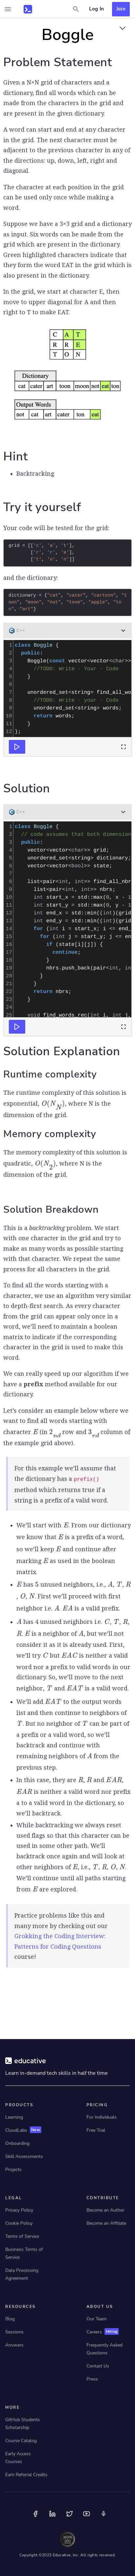 Log In
Join
Boggle
Problem Statement
Given a N×N grid of characters and a
dictionary, find all words which can be
made from the characters in grid and
are present in the given dictionary.
A word can start and end at any character
in the grid. The next character must be
adjacent to the previous character in any of
the directions: up, down, left, right and
diagonal.
The character at each position in grid can
be used only once while making a word.
Suppose we have a 3×3 grid and a dictionary
as input. Six words can be made from the
grid which are present in the dictionary.
Green highlighted characters indicate that
they form the word EAT in the grid which is
also present in the dictionary.
In the grid, we start at character E, then
move to upper diagonal for A and then
right to T to make EAT.
C A T
R R E
T O N
Dictionary
cat cater art toon moon not eat ton
Output Words
not cat art cater ton eat
Hint
• Backtracking
Try it yourself
Your code will be tested for the grid:
grid = {{'c', 'a', 't'},
{'r', 'r', 'e'},
{'t', 'o', 'n'}}
and the dictionary:
dictionary = {"cat", "cater", "cartoon", "t
oon", "moon", "not", "tone", "apple", "to
n", "art"}
C++
1 class Boggle {
2 public:
3 Boggle(const vector<vector<char>>
4 //TODO: Write - Your - Code
5 }
6
7 unordered_set<string> find_all_wo
8 //TODO: Write - Your - Code
9 unordered_set<string> words;
10 return words;
11 }
12 };
Solution
C++
1 class Boggle {
2 // code assumes that both dimension
3 public:
4 vector<vector<char>> grid;
5 unordered_set<string> dictionary;
6 vector<vector<bool>> state;
7
8 list<pair<int, int>> find_all_nbr
9 list<pair<int, int>> nbrs;
10 int start_x = std::max(0, x - 1
11 int start_y = std::max(0, y - 1
12 int end_x = std::min((int)(grid
13 int end_y = std::min((int)(grid
14 for (int i = start_x; i <= end_
15 for (int j = start_y; j <= en
16 if (state[i][j]) {
17 continue;
18 }
19 nbrs.push_back(pair<int, int
20 }
21 }
22 return nbrs;
23 }
24
25 void find_words_rec(int i, int j
Solution Explanation
Runtime complexity
The runtime complexity of this solution is
exponential, O(N^N), where N is the
dimension of the grid.
Memory complexity
The memory complexity of this solution is
quadratic, O(N^2), where N is the
dimension of the grid.
Solution Breakdown
This is a backtracking problem. We start
with one character on the grid and try to
make as many words as possible starting
with that character. We repeat the same
process for all characters in the grid.
To find all the words starting with a
character, we use an algorithm very similar
to depth-first search. As every character
from the grid can appear only once in a
word, we'll need to maintain a boolean
matrix in order to know if a corresponding
character in the grid is used to make this
word.
We can really speed up our algorithm if we
have a prefix method available for our
dictionary.
Let's consider an example below where we
want to find all words starting with
character E (in 2nd row and 3rd column of
the example grid above).
For this example we'll assume that
the dictionary has a prefix()
method which returns true if a
string is a prefix of a valid word.
• We'll start with E. From our dictionary
we know that E is a prefix of a word,
so we'll keep E and continue after
marking E as used in the boolean
matrix.
• E has 5 unused neighbors, i.e., A, T, R
, O, N. First we'll backtrack with first
neighbor i.e. A. EA is a valid prefix.
• A has 4 unused neighbors i.e. C, T, R,
R. E is a neighbor of A, but we'll not
consider it as it is already used. First,
we'll try C but EAC is neither a valid
word nor a prefix to valid words in our
dictionary. So, we'll move to the next
neighbor, T and EAT is a valid word.
• We'll add EAT to the output words
list and then continue with neighbors
of T. But no neighbor of T can be part of
a prefix or a valid word, so we'll
backtrack and continue with
remaining neighbors of A from the
previous step.
• In this case, there are R, R and EAR,
EAR is neither a valid word nor prefix
a to a valid word in the dictionary, so
we'll backtrack.
• While backtracking we always reset
used flags so that this character can be
used in some other path. We'll
backtrack once again and will look at
other neighbors of E, i.e., T, R, O, N.
We'll continue until all paths starting
from E are explored.
Practice problems like this and
many more by checking out our
Grokking the Coding Interview:
Patterns for Coding Questions
course!
educative
Learn in-demand tech skills in half the time
PRODUCTS
Learning
CloudLabs New
Onboarding
Skill Assessments
Projects
PRICING
For Individuals
Free Trial
LEGAL
Privacy Policy
Cookie Policy
Terms of Service
Business Terms of
Service
Data Processing
Agreement
CONTRIBUTE
Become an Author
Become an Affiliate
RESOURCES
Blog
Sessions
Answers
ABOUT US
Our Team
Careers Hiring
Frequently Asked
Questions
Contact Us
Press
MORE
GitHub Students
Scholarship
Course Catalog
Early Access
Courses
Earn Referral Credits
Copyright ©2023 Educative, Inc. All rights reserved.